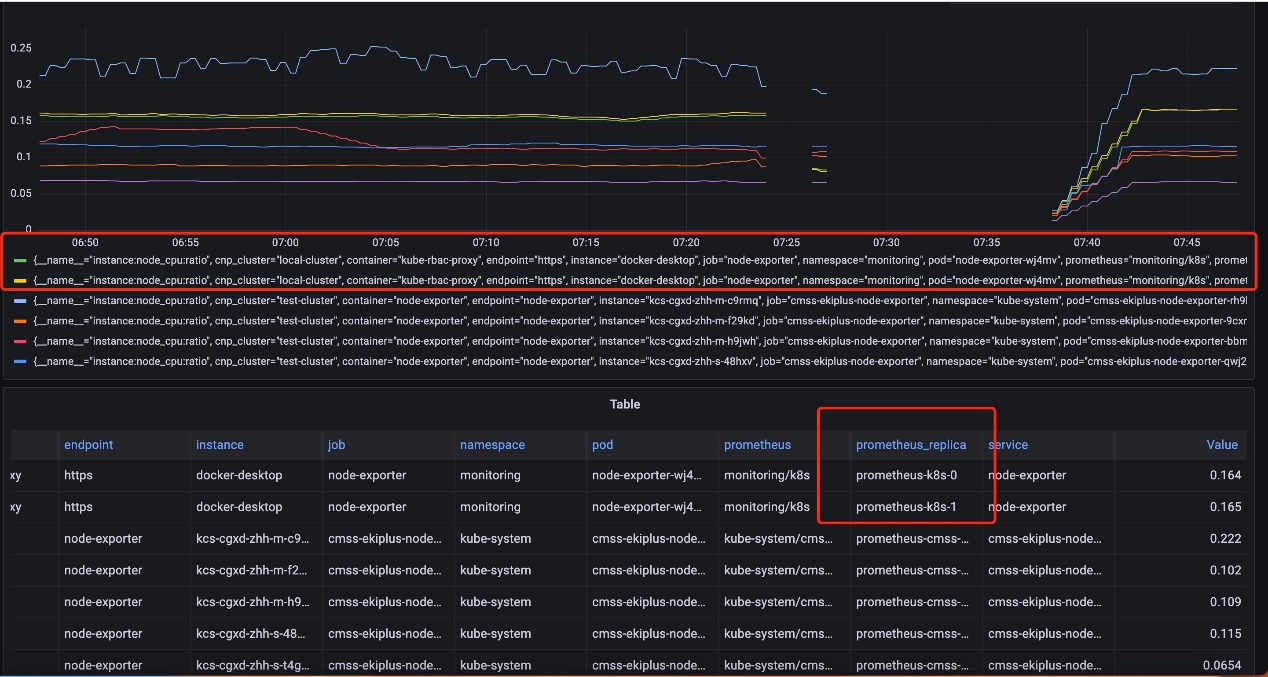 0.25
0.2
0.15
0.1
0.05
0
06:50 06:55 07:00 07:05 07:10 07:15 07:20 07:25 07:30 07:35 07:40 07:45
{__name__="instance:node_cpu:ratio", cnp_cluster="local-cluster", container="kube-rbac-proxy", endpoint="https", instance="docker-desktop", job="node-exporter", namespace="monitoring", pod="node-exporter-wj4mv", prometheus="monitoring/k8s", promet
{__name__="instance:node_cpu:ratio", cnp_cluster="local-cluster", container="kube-rbac-proxy", endpoint="https", instance="docker-desktop", job="node-exporter", namespace="monitoring", pod="node-exporter-wj4mv", prometheus="monitoring/k8s", promet
{__name__="instance:node_cpu:ratio", cnp_cluster="test-cluster", container="node-exporter", endpoint="node-exporter", instance="kcs-cgxd-zhh-m-c9rmq", job="cmss-ekiplus-node-exporter", namespace="kube-system", pod="cmss-ekiplus-node-exporter-rh9l
{__name__="instance:node_cpu:ratio", cnp_cluster="test-cluster", container="node-exporter", endpoint="node-exporter", instance="kcs-cgxd-zhh-m-f29kd", job="cmss-ekiplus-node-exporter", namespace="kube-system", pod="cmss-ekiplus-node-exporter-9cxr
{__name__="instance:node_cpu:ratio", cnp_cluster="test-cluster", container="node-exporter", endpoint="node-exporter", instance="kcs-cgxd-zhh-m-h9jwh", job="cmss-ekiplus-node-exporter", namespace="kube-system", pod="cmss-ekiplus-node-exporter-bbm
{__name__="instance:node_cpu:ratio", cnp_cluster="test-cluster", container="node-exporter", endpoint="node-exporter", instance="kcs-cgxd-zhh-s-48hxv", job="cmss-ekiplus-node-exporter", namespace="kube-system", pod="cmss-ekiplus-node-exporter-qwj2
Table
endpoint instance job namespace pod prometheus prometheus_replica service Value
xy https docker-desktop node-exporter monitoring node-exporter-wj4... monitoring/k8s prometheus-k8s-0 node-exporter 0.164
xy https docker-desktop node-exporter monitoring node-exporter-wj4... monitoring/k8s prometheus-k8s-1 node-exporter 0.165
node-exporter kcs-cgxd-zhh-m-c9... cmss-ekiplus-node... kube-system cmss-ekiplus-node... kube-system/cms... prometheus-cmss-... cmss-ekiplus-node... 0.222
node-exporter kcs-cgxd-zhh-m-f2... cmss-ekiplus-node... kube-system cmss-ekiplus-node... kube-system/cms... prometheus-cmss-... cmss-ekiplus-node... 0.102
node-exporter kcs-cgxd-zhh-m-h9... cmss-ekiplus-node... kube-system cmss-ekiplus-node... kube-system/cms... prometheus-cmss-... cmss-ekiplus-node... 0.109
node-exporter kcs-cgxd-zhh-s-48... cmss-ekiplus-node... kube-system cmss-ekiplus-node... kube-system/cms... prometheus-cmss-... cmss-ekiplus-node... 0.115
node-exporter kcs-cgxd-zhh-s-t4g... cmss-ekiplus-node... kube-system cmss-ekiplus-node... kube-system/cms... prometheus-cmss-... cmss-ekiplus-node... 0.0654